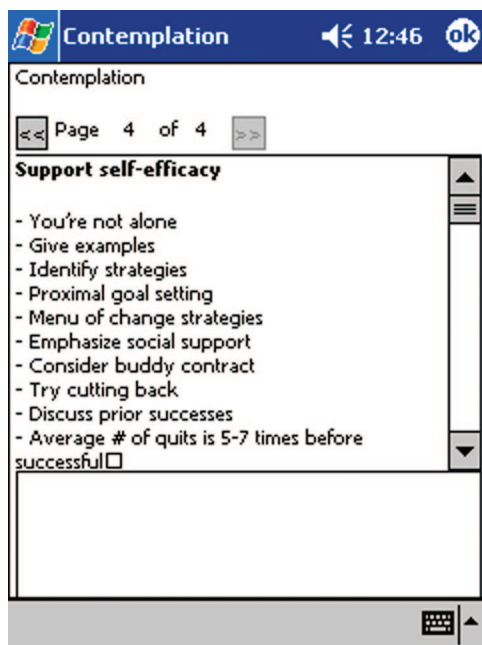 Contemplation 12:46 ok
Contemplation
<< Page 4 of 4 >>
Support self-efficacy
- You're not alone
- Give examples
- Identify strategies
- Proximal goal setting
- Menu of change strategies
- Emphasize social support
- Consider buddy contract
- Try cutting back
- Discuss prior successes
- Average # of quits is 5-7 times before
successful□